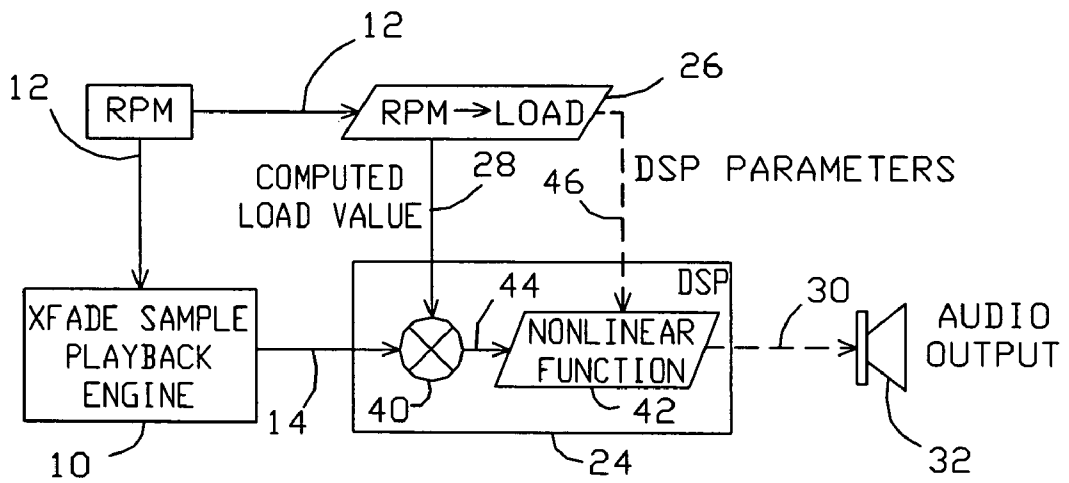 12
12
26
RPM
RPM→LOAD
COMPUTED
LOAD VALUE
28
46
DSP PARAMETERS
DSP
XFADE SAMPLE
PLAYBACK
ENGINE
44
NONLINEAR
FUNCTION
30
AUDIO
OUTPUT
14
40
42
10
24
32